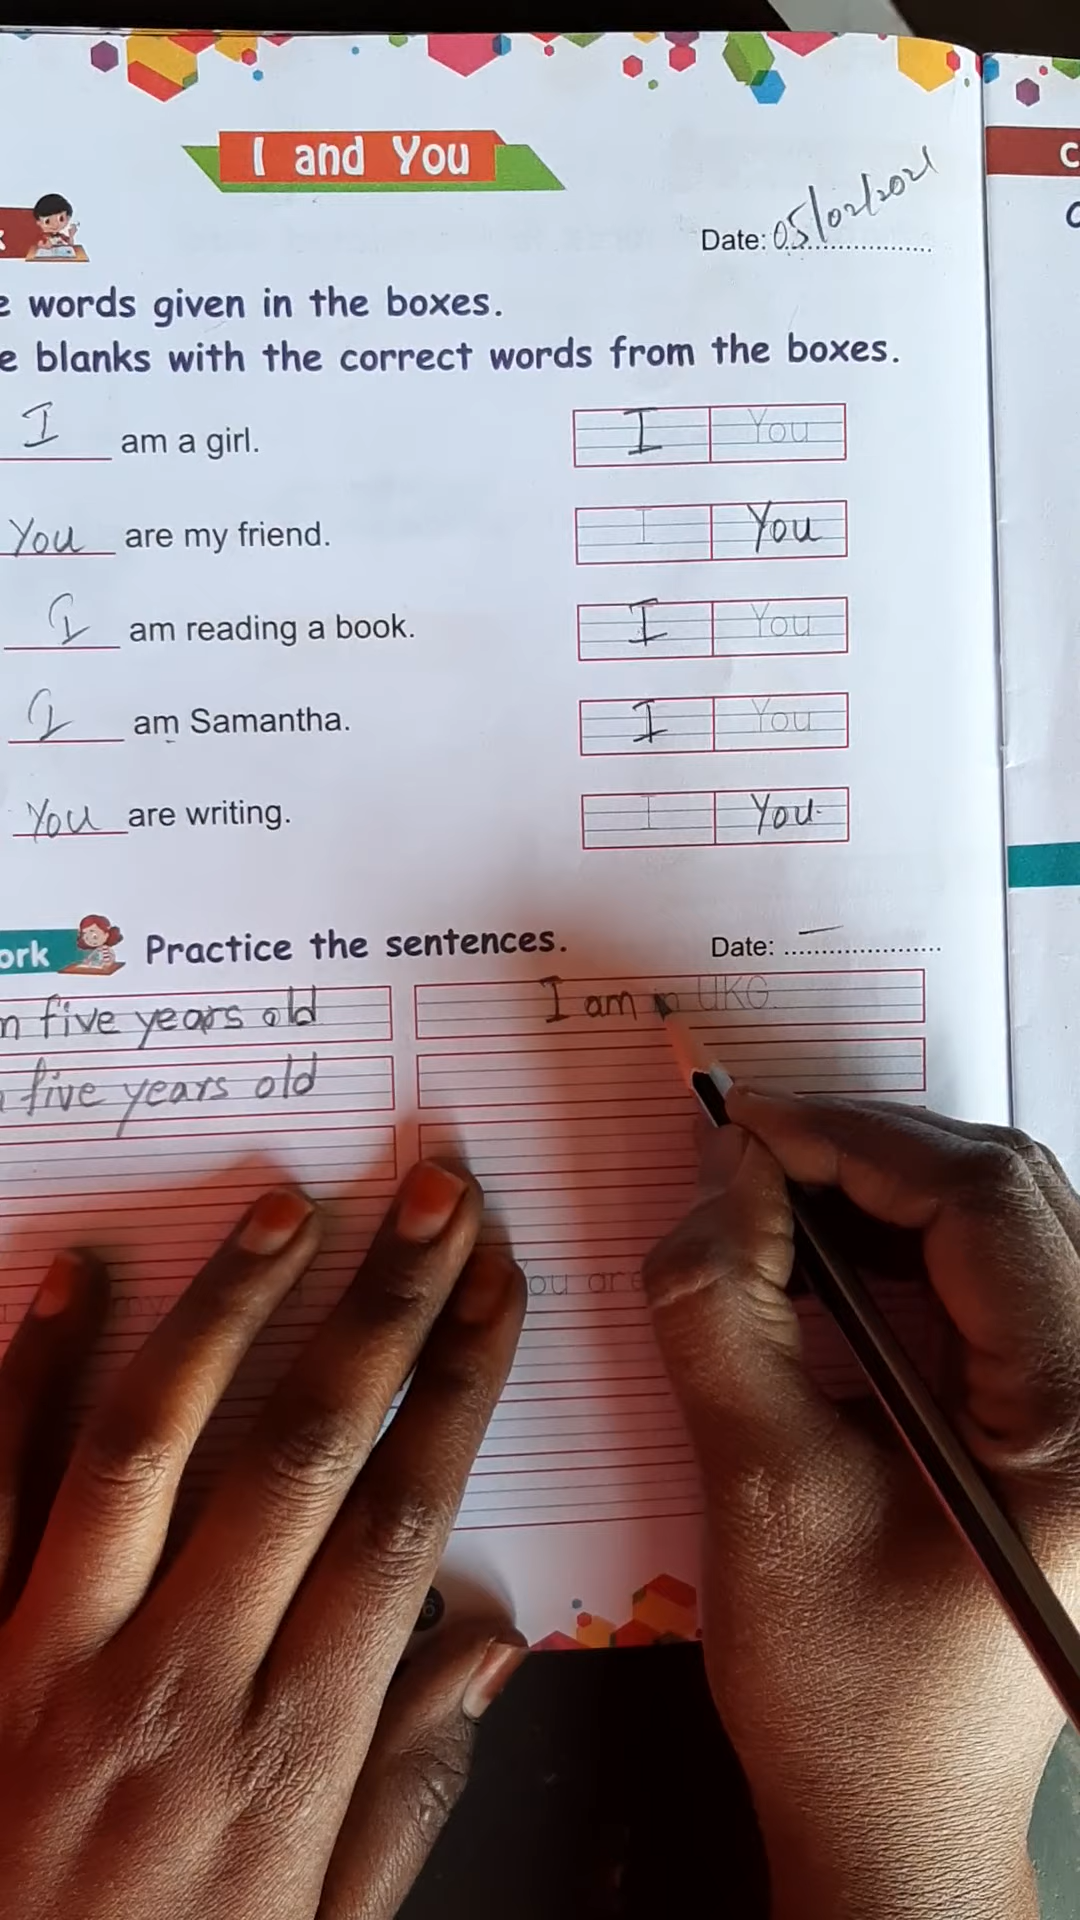 I and You
Date: 05/02/2021
words given in the boxes.
blanks with the correct words from the boxes.
I am a girl.
I You
You are my friend.
I You
I am reading a book.
I You
I am Samantha.
I You
You are writing.
I You
Practice the sentences.
Date:
five years old
I am in UKG.
five years old
my
You are